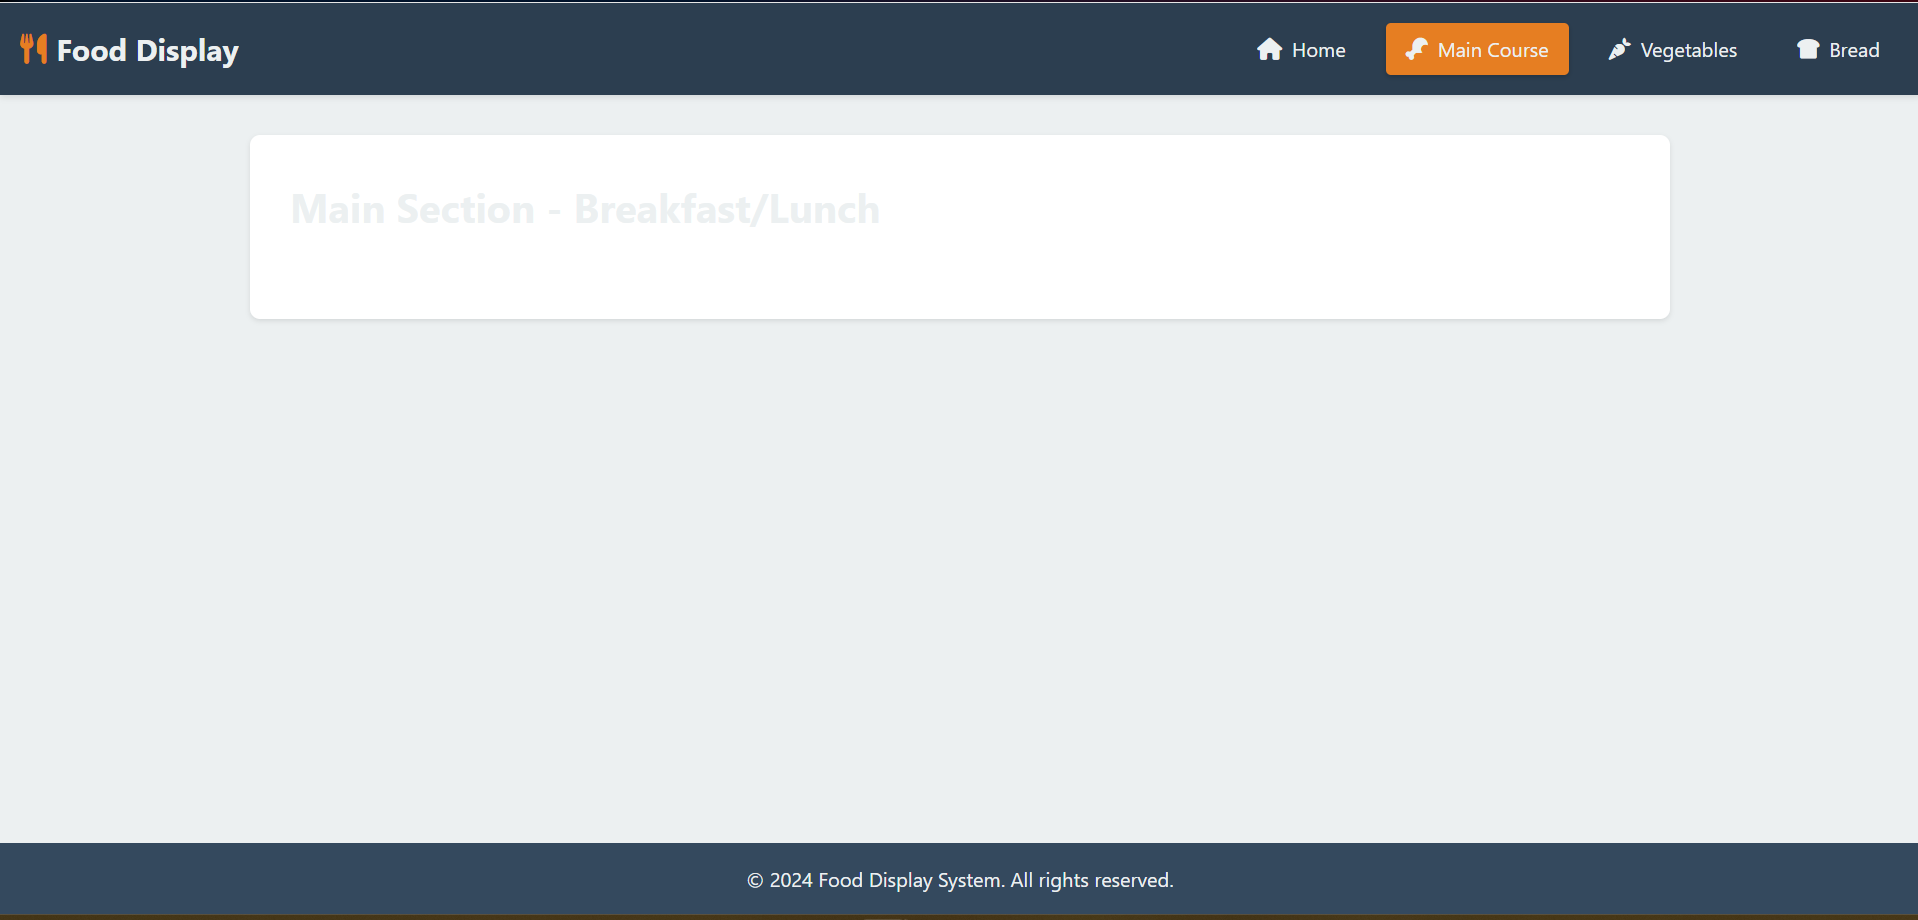 Food Display
Home
Main Course
Vegetables
Bread
Main Section - Breakfast/Lunch
© 2024 Food Display System. All rights reserved.